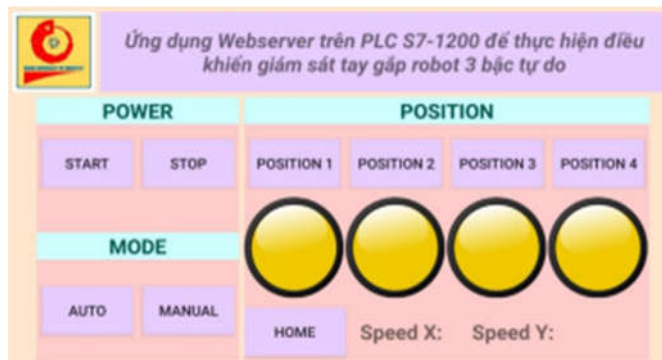 Ứng dụng Webserver trên PLC S7-1200 để thực hiện điều
khiển giám sát tay gắp robot 3 bậc tự do
POWER
POSITION
START
STOP
POSITION 1
POSITION 2
POSITION 3
POSITION 4
MODE
AUTO
MANUAL
HOME
Speed X:
Speed Y: